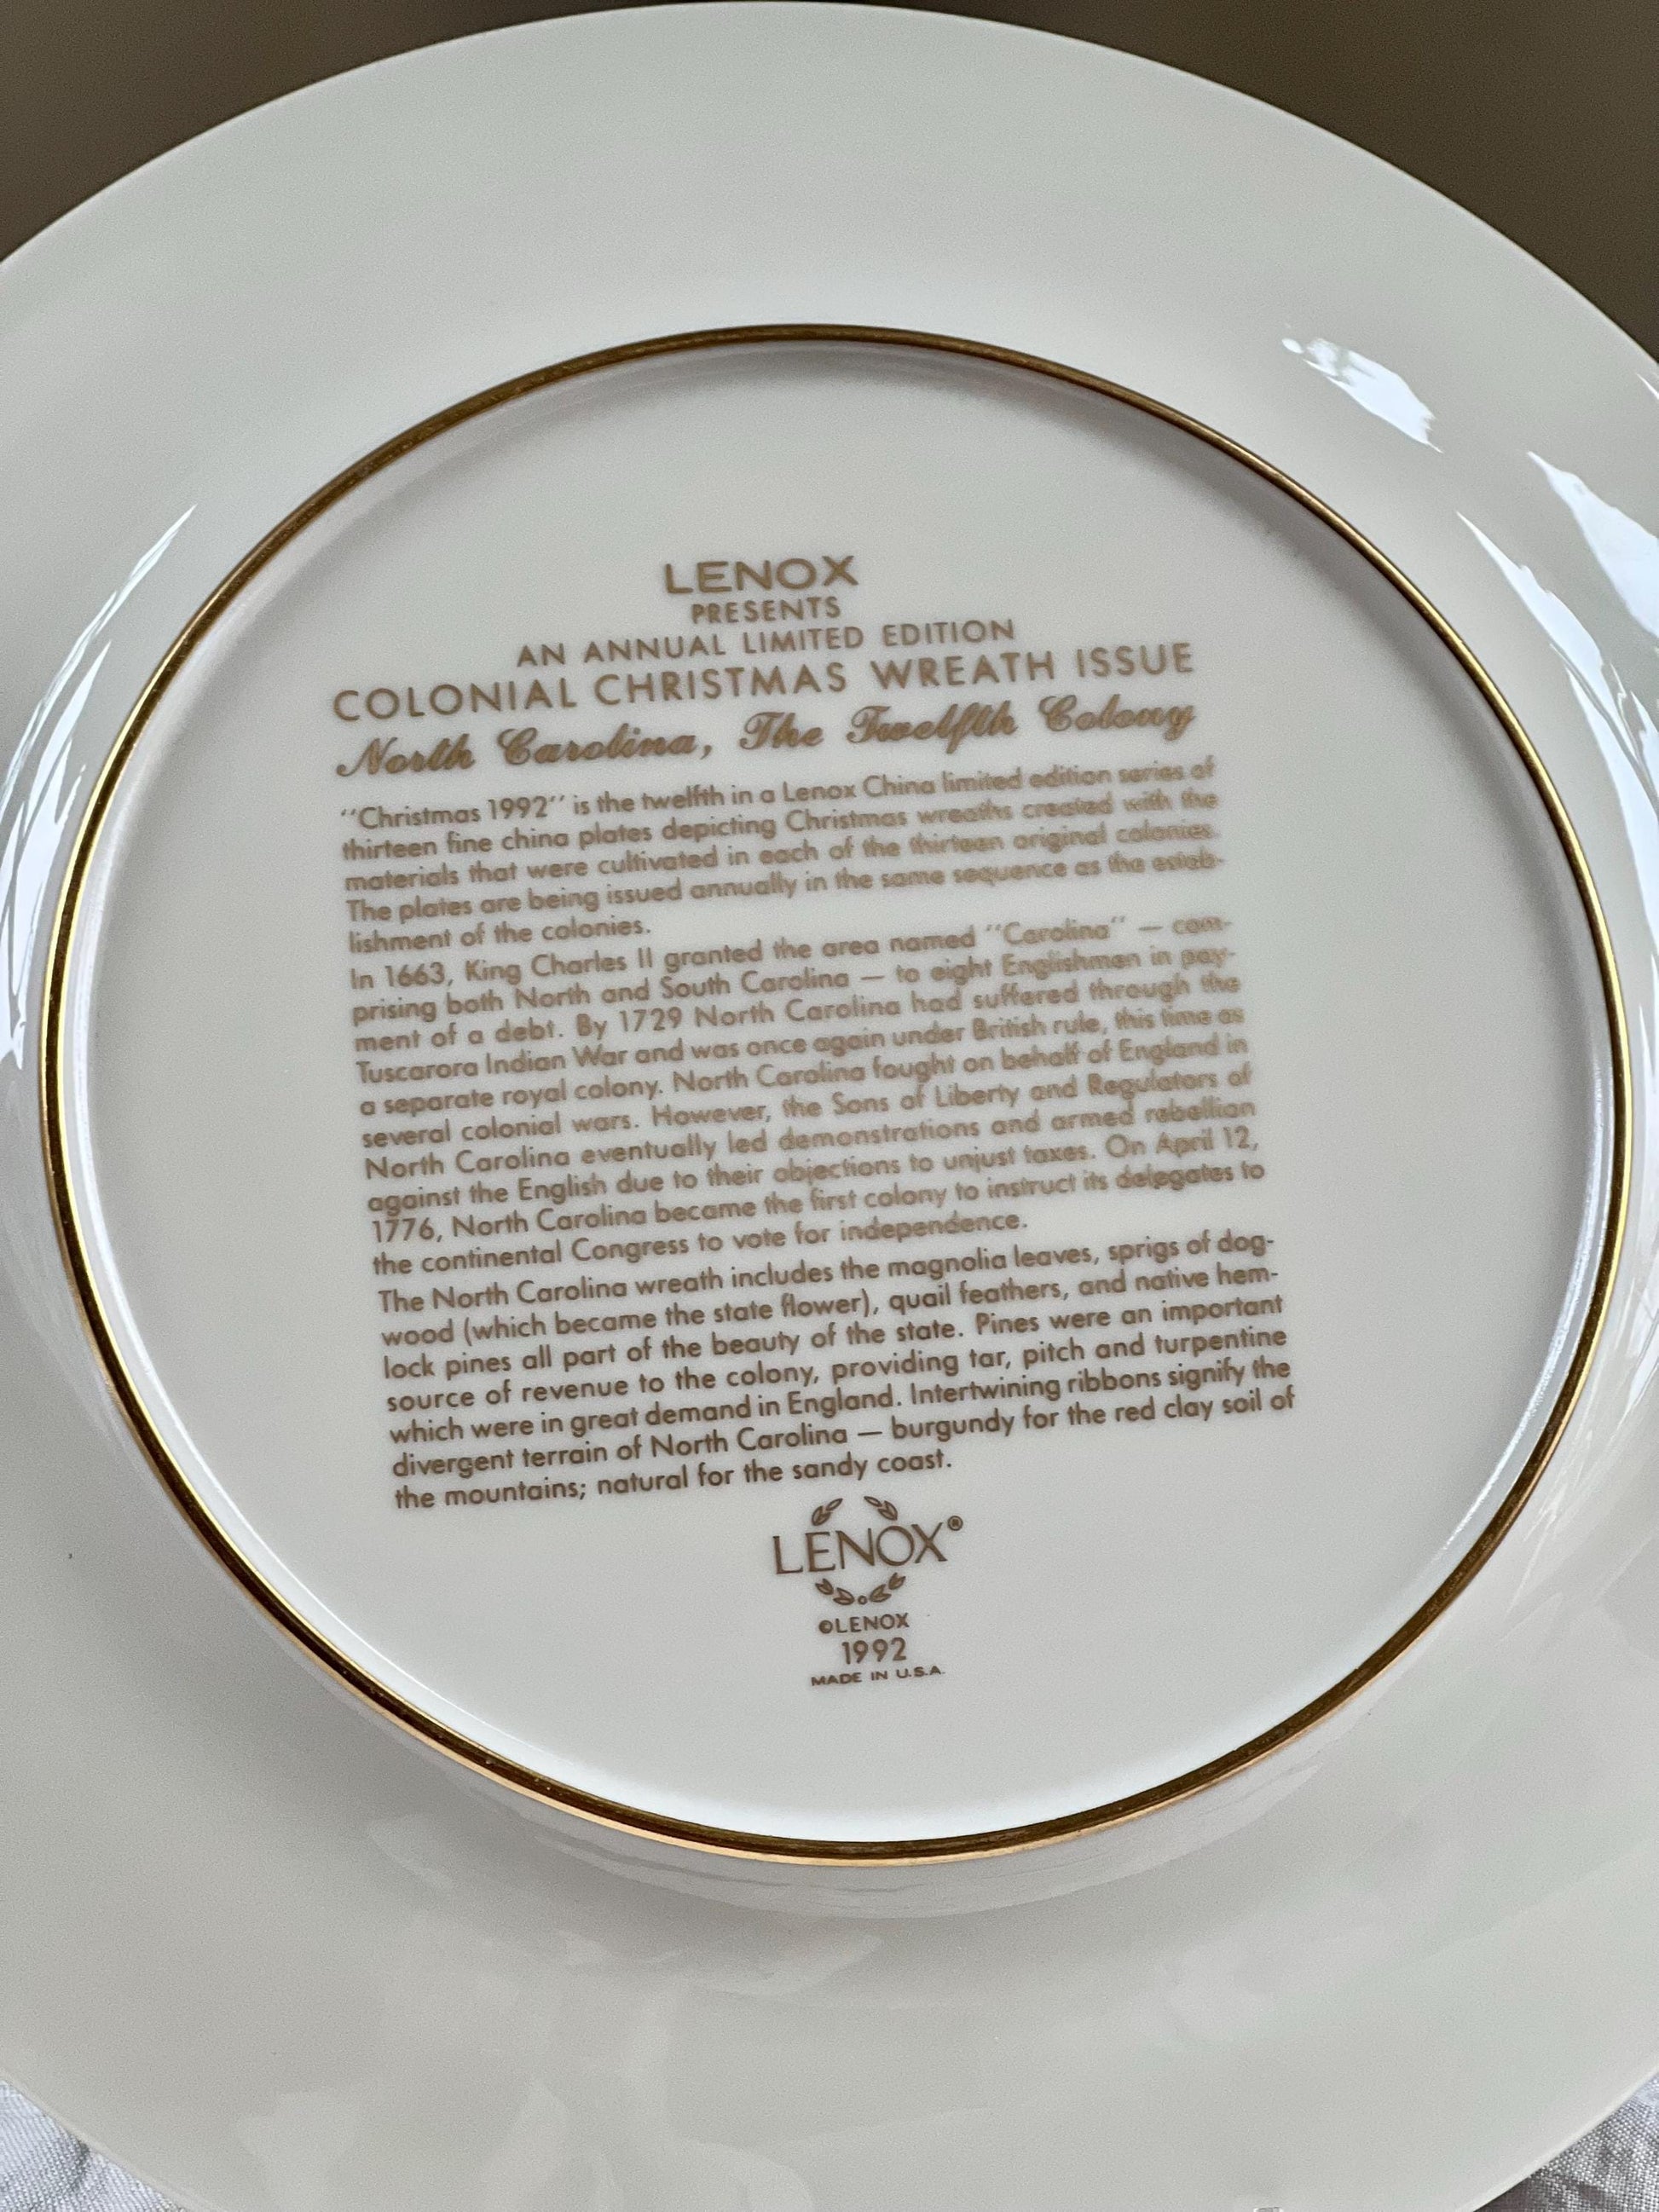 LENOX
PRESENTS
AN ANNUAL LIMITED EDITION
COLONIAL CHRISTMAS WREATH ISSUE
North Carolina, The Twelfth Colony
‘‘Christmas 1992’’ is the twelfth in a Lenox China limited edition series of
thirteen fine china plates depicting Christmas wreaths created with the
materials that were cultivated in each of the thirteen original colonies.
The plates are being issued annually in the same sequence as the estab-
lishment of the colonies.
In 1663, King Charles II granted the area named ‘‘Carolina’’ — com-
prising both North and South Carolina — to eight Englishmen in pay-
ment of a debt. By 1729 North Carolina had suffered through the
Tuscarora Indian War and was once again under British rule, this time as
a separate royal colony. North Carolina fought on behalf of England in
several colonial wars. However, the Sons of Liberty and Regulators of
North Carolina eventually led demonstrations and armed rebellion
against the English due to their objections to unjust taxes. On April 12,
1776, North Carolina became the first colony to instruct its delegates to
the continental Congress to vote for independence.
The North Carolina wreath includes the magnolia leaves, sprigs of dog-
wood (which became the state flower), quail feathers, and native hem-
lock pines all part of the beauty of the state. Pines were an important
source of revenue to the colony, providing tar, pitch and turpentine
which were in great demand in England. Intertwining ribbons signify the
divergent terrain of North Carolina — burgundy for the red clay soil of
the mountains; natural for the sandy coast.
LENOX®
©LENOX
1992
MADE IN U.S.A.